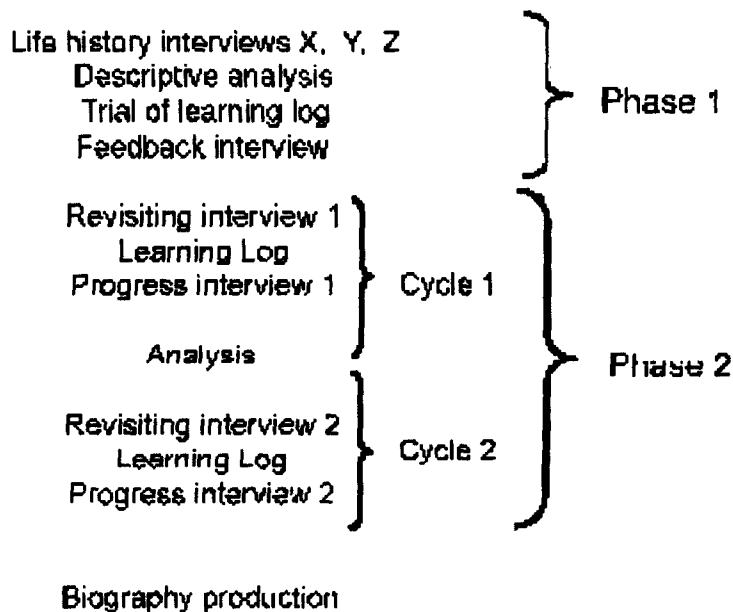 Life history interviews X, Y, Z
Descriptive analysis
Trial of learning log
Feedback interview
Phase 1
Revisiting interview 1
Learning Log
Progress interview 1
Cycle 1
Analysis
Phase 2
Revisiting interview 2
Learning Log
Progress interview 2
Cycle 2
Biography production